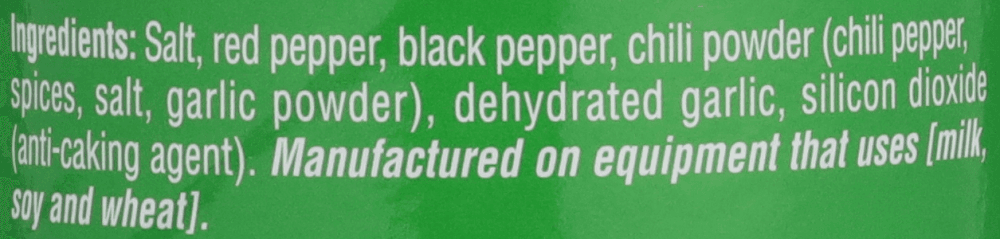 Ingredients: Salt, red pepper, black pepper, chili powder (chili pepper,
spices, salt, garlic powder), dehydrated garlic, silicon dioxide
(anti-caking agent). Manufactured on equipment that uses [milk,
soy and wheat].